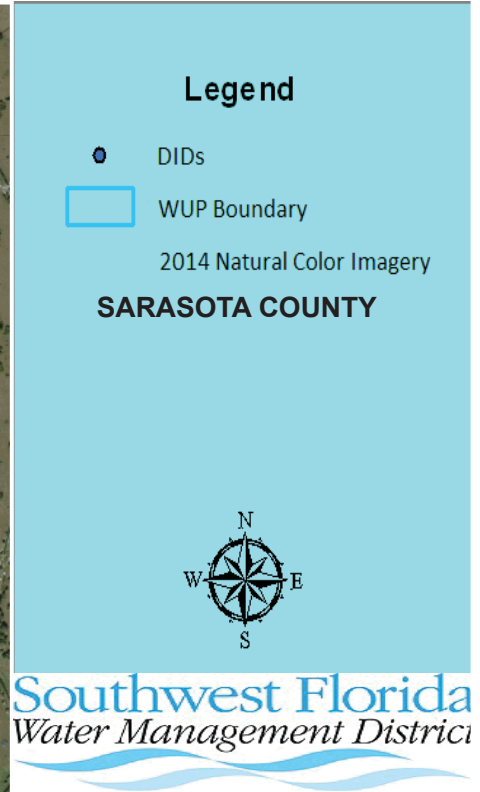 Legend
DIDs
WUP Boundary
2014 Natural Color Imagery
SARASOTA COUNTY
N
W E
S
Southwest Florida
Water Management District